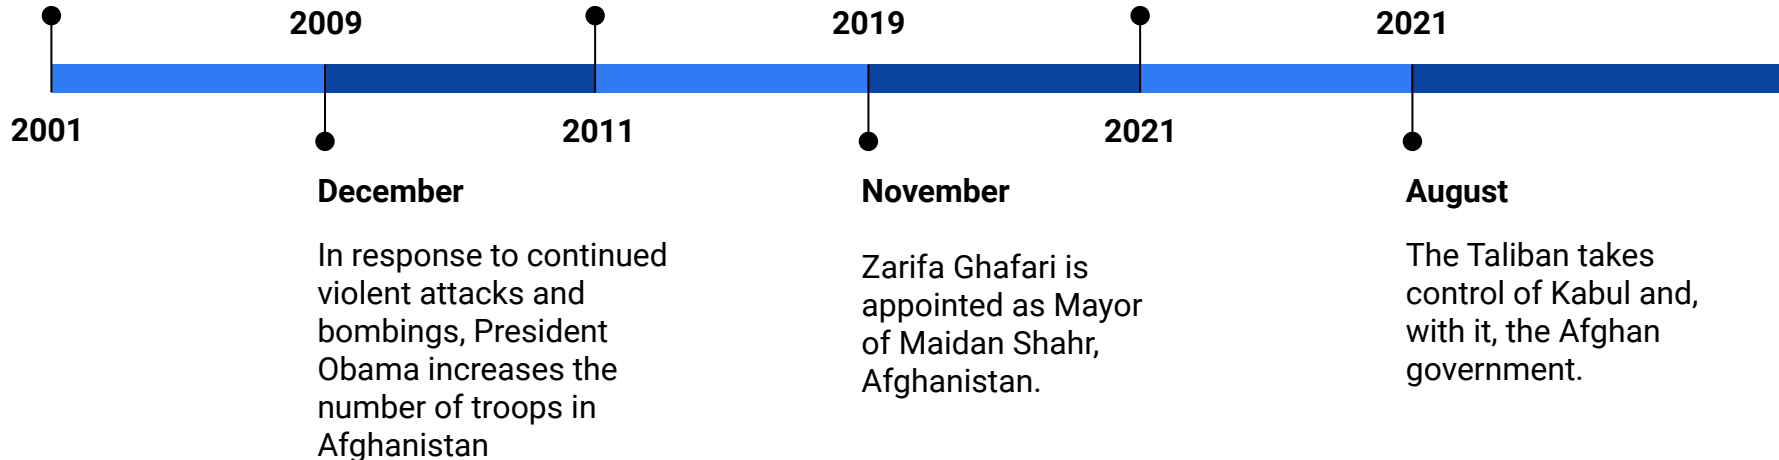 2009
2019
2021
2001
2011
2021
December
In response to continued
violent attacks and
bombings, President
Obama increases the
number of troops in
Afghanistan
November
Zarifa Ghafari is
appointed as Mayor
of Maidan Shahr,
Afghanistan.
August
The Taliban takes
control of Kabul and,
with it, the Afghan
government.